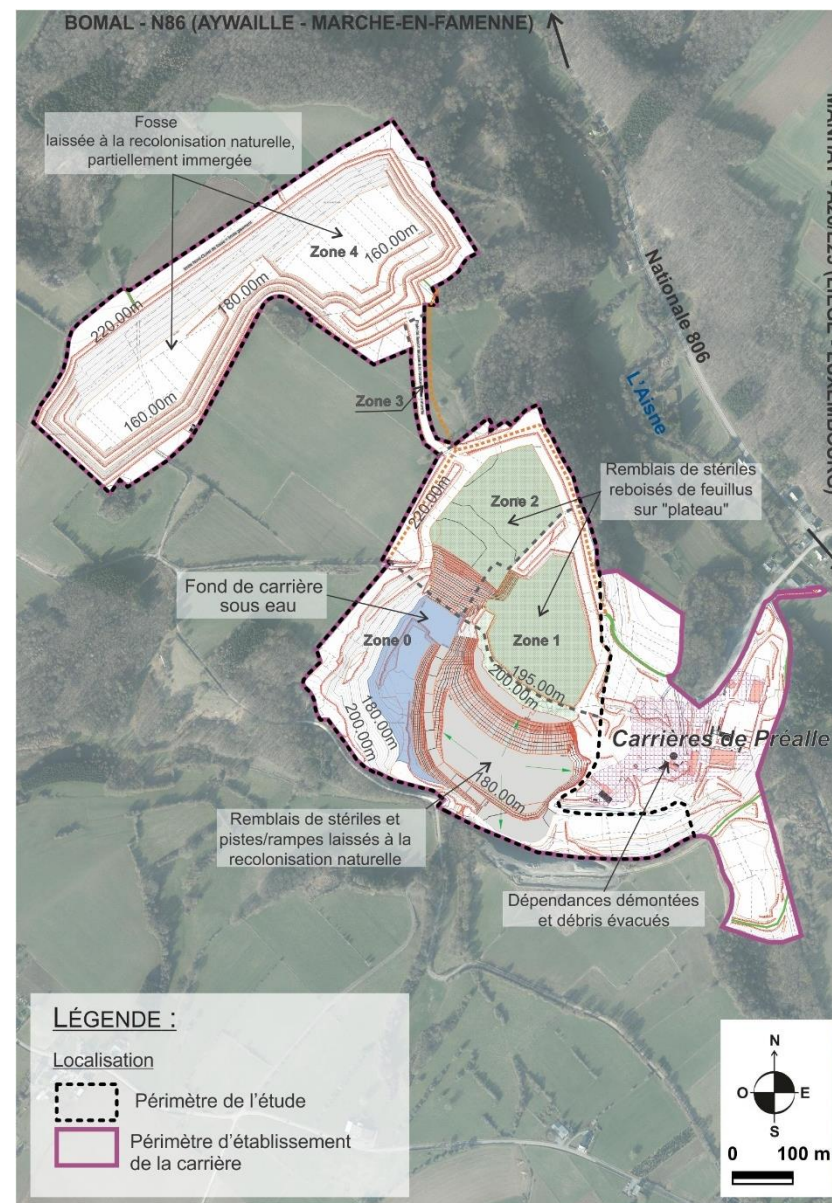 BOMAL - N86 (AYWAILLE - MARCHE-EN-FAMENNE)
Fosse
laissée à la recolonisation naturelle,
partiellement immergée
Zone 4
160.00m
220.00m
180.00m
160.00m
Nationale 806
L'Aisne
Zone 3
Remblais de stériles
reboisés de feuillus
sur "plateau"
Zone 2
220.00m
Fond de carrière
sous eau
Zone 0
Zone 1
195.00m
200.00m
180.00m
200.00m
Carrières de Préalle
180.00m
Remblais de stériles et
pistes/rampes laissés à la
recolonisation naturelle
Dépendances démontées
et débris évacués
LÉGENDE :
Localisation
Périmètre de l'étude
Périmètre d'établissement
de la carrière
N
O
E
S
0 100 m